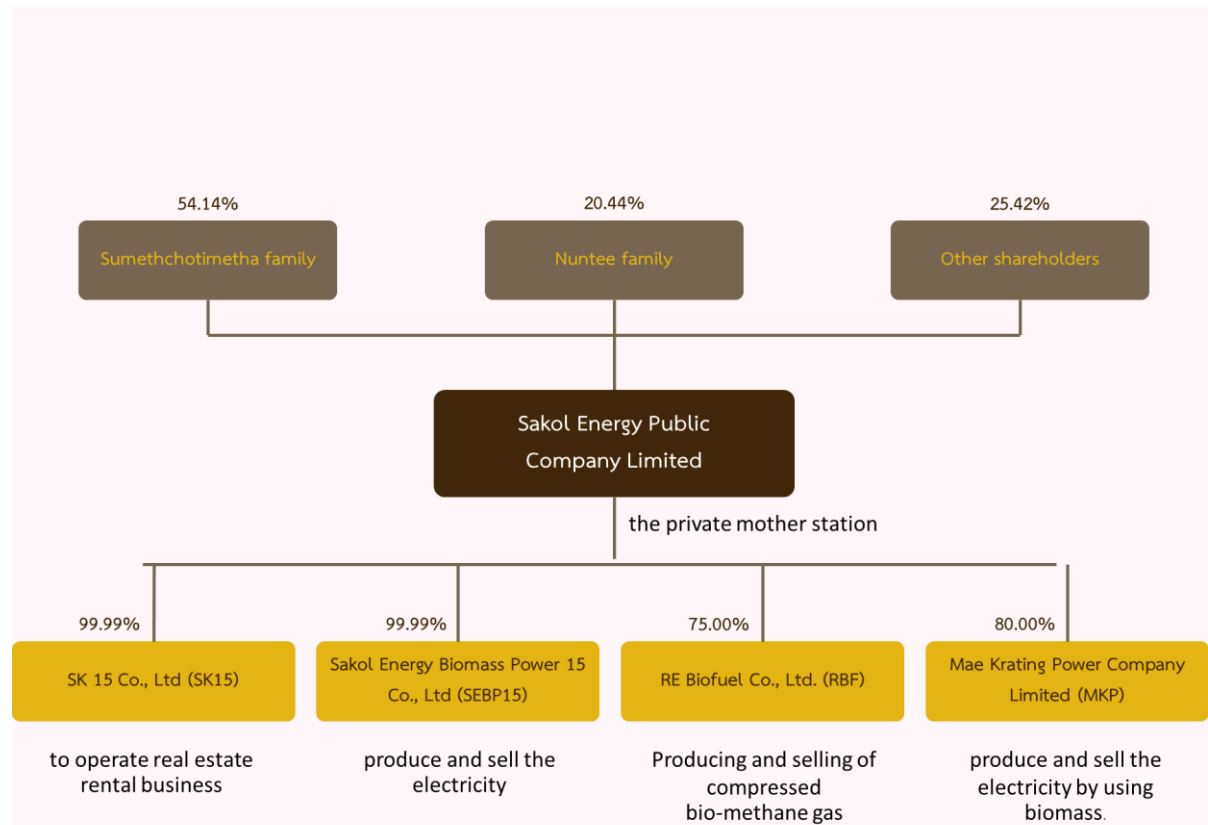 54.14%
20.44%
25.42%
Sumethchotimetha family
Nuntee family
Other shareholders
Sakol Energy Public
Company Limited
the private mother station
99.99%
99.99%
75.00%
80.00%
SK 15 Co., Ltd (SK15)
Sakol Energy Biomass Power 15
Co., Ltd (SEBP15)
RE Biofuel Co., Ltd. (RBF)
Mae Krating Power Company
Limited (MKP)
to operate real estate
rental business
produce and sell the
electricity
Producing and selling of
compressed
bio-methane gas
produce and sell the
electricity by using
biomass.